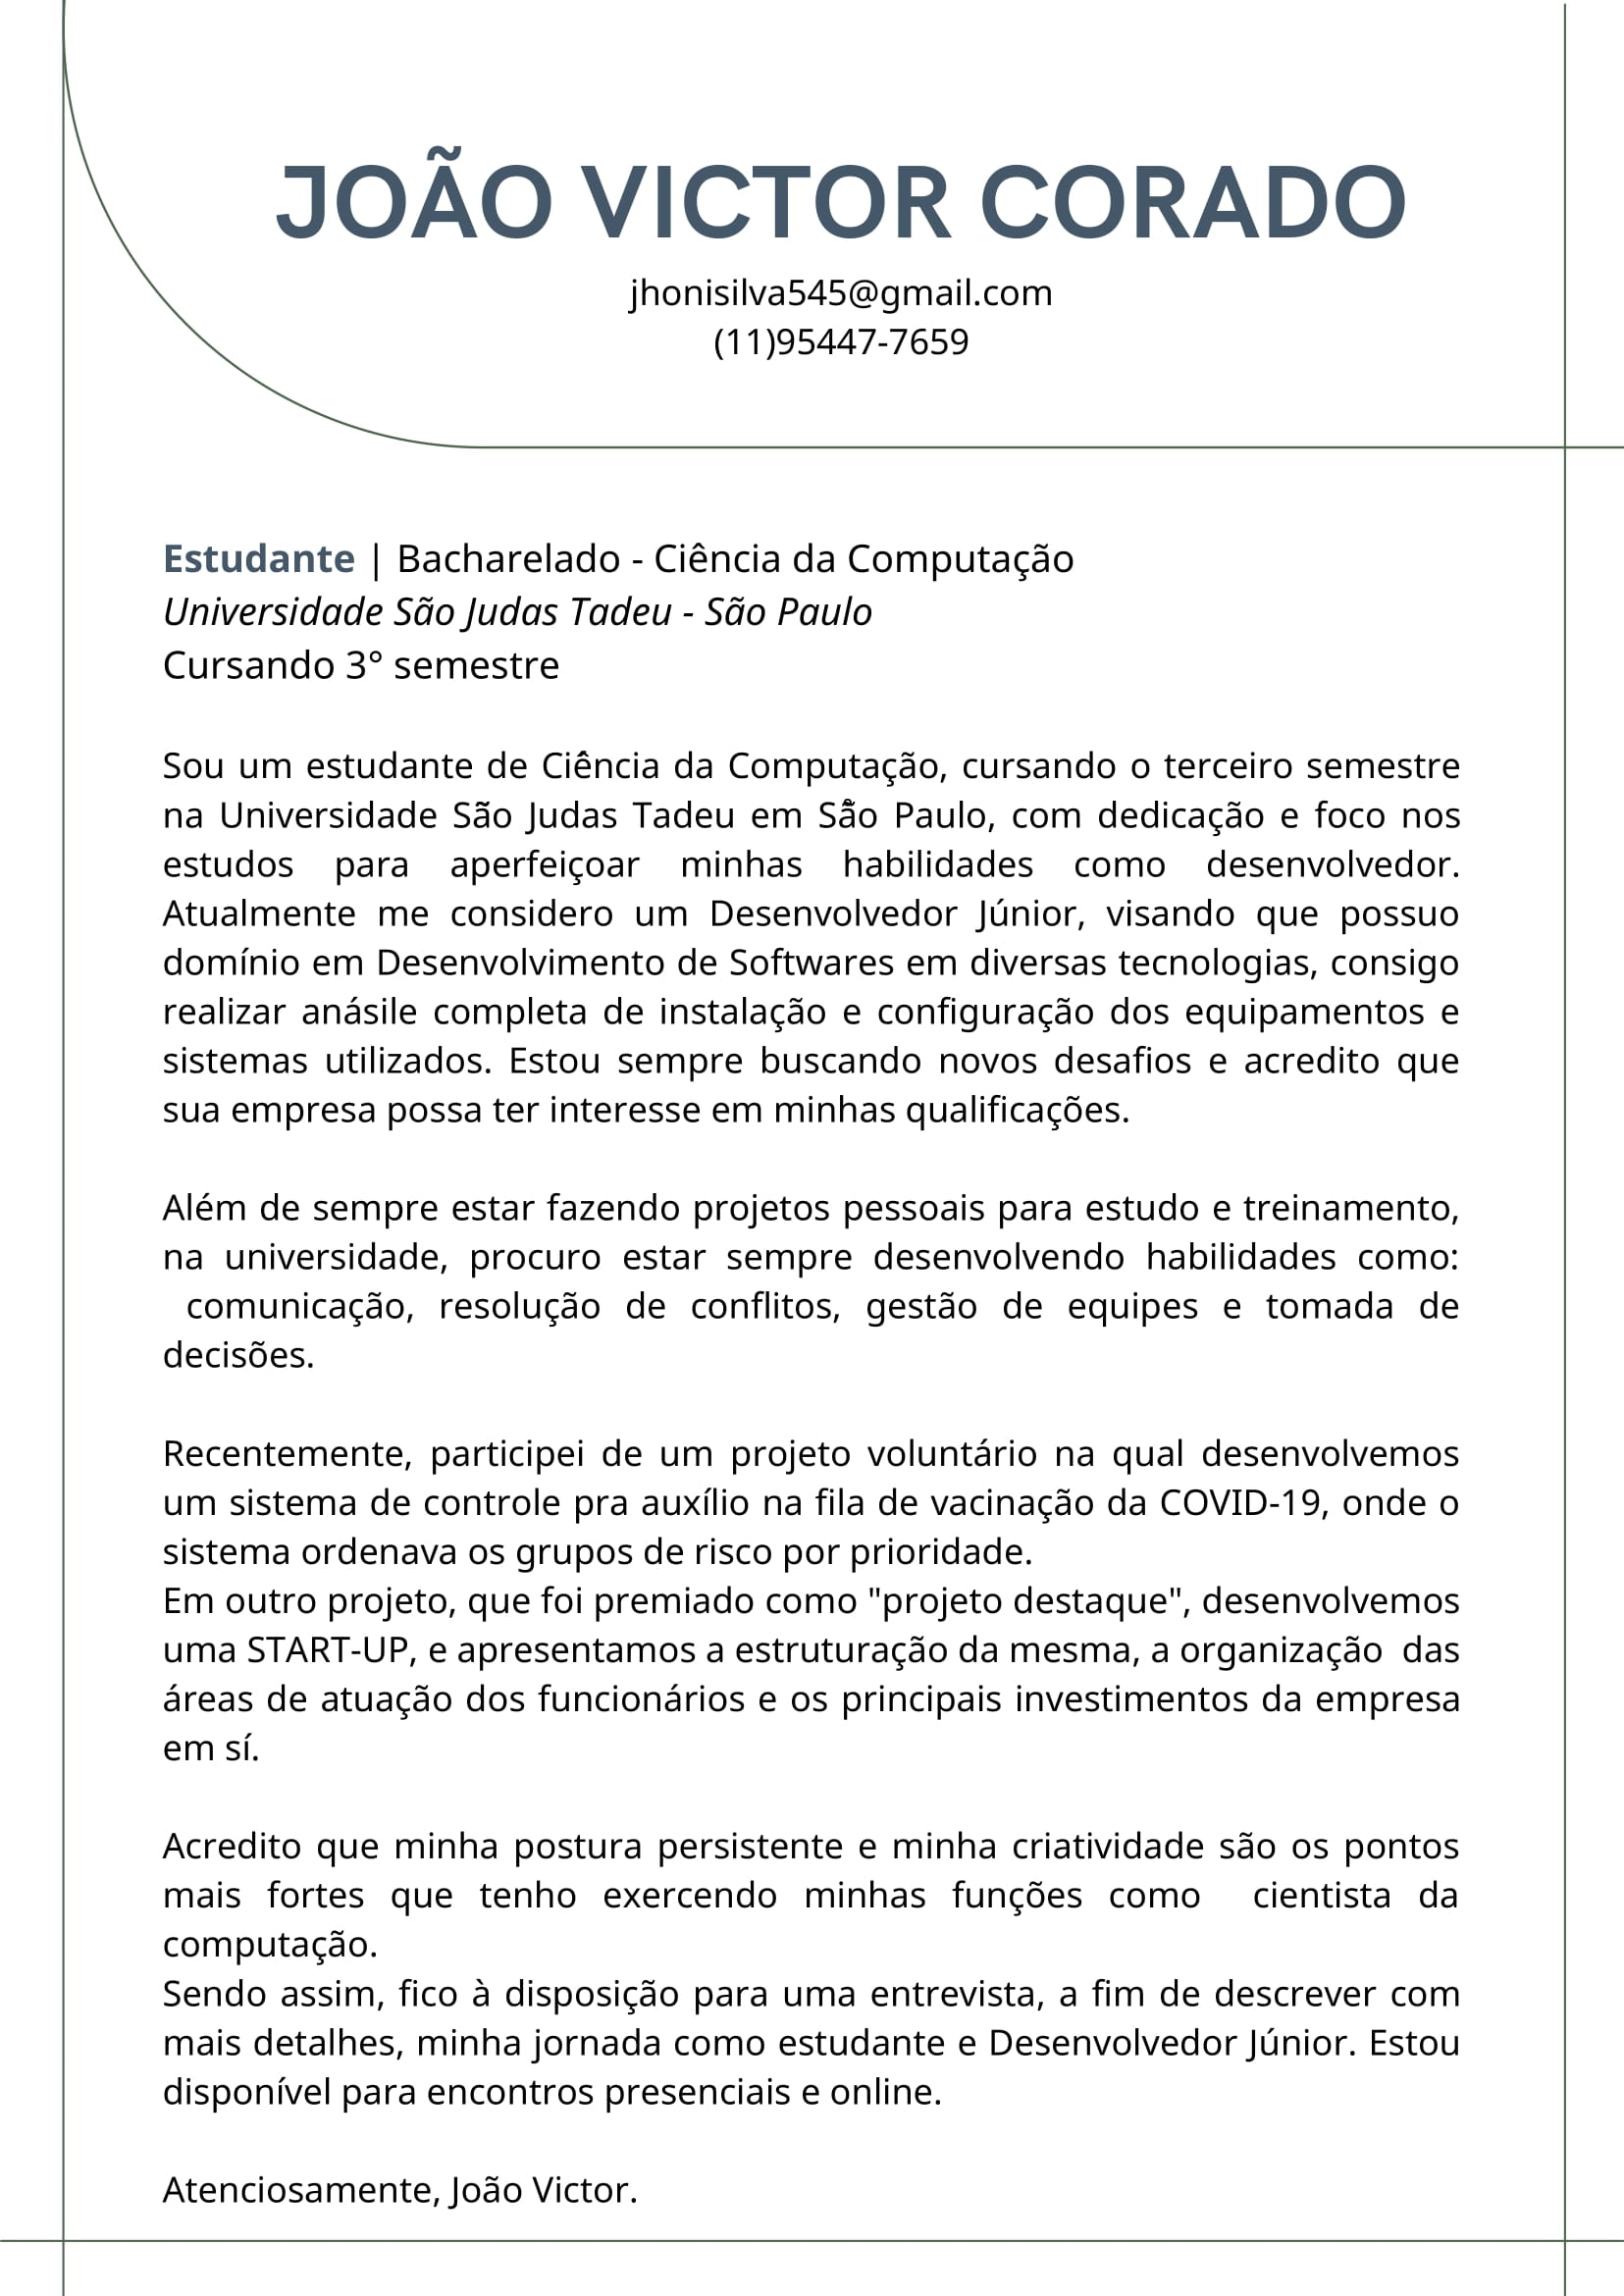 JOÃO VICTOR CORADO
jhonisilva545@gmail.com
(11)95447-7659
Estudante | Bacharelado - Ciência da Computação
Universidade São Judas Tadeu - São Paulo
Cursando 3° semestre
Sou um estudante de Ciência da Computação, cursando o terceiro semestre
na Universidade São Judas Tadeu em São Paulo, com dedicação e foco nos
estudos para aperfeiçoar minhas habilidades como desenvolvedor.
Atualmente me considero um Desenvolvedor Júnior, visando que possuo
domínio em Desenvolvimento de Softwares em diversas tecnologias, consigo
realizar anásile completa de instalação e configuração dos equipamentos e
sistemas utilizados. Estou sempre buscando novos desafios e acredito que
sua empresa possa ter interesse em minhas qualificações.
Além de sempre estar fazendo projetos pessoais para estudo e treinamento,
na universidade, procuro estar sempre desenvolvendo habilidades como:
comunicação, resolução de conflitos, gestão de equipes e tomada de
decisões.
Recentemente, participei de um projeto voluntário na qual desenvolvemos
um sistema de controle pra auxílio na fila de vacinação da COVID-19, onde o
sistema ordenava os grupos de risco por prioridade.
Em outro projeto, que foi premiado como "projeto destaque", desenvolvemos
uma START-UP, e apresentamos a estruturação da mesma, a organização das
áreas de atuação dos funcionários e os principais investimentos da empresa
em sí.
Acredito que minha postura persistente e minha criatividade são os pontos
mais fortes que tenho exercendo minhas funções como cientista da
computação.
Sendo assim, fico à disposição para uma entrevista, a fim de descrever com
mais detalhes, minha jornada como estudante e Desenvolvedor Júnior. Estou
disponível para encontros presenciais e online.
Atenciosamente, João Victor.